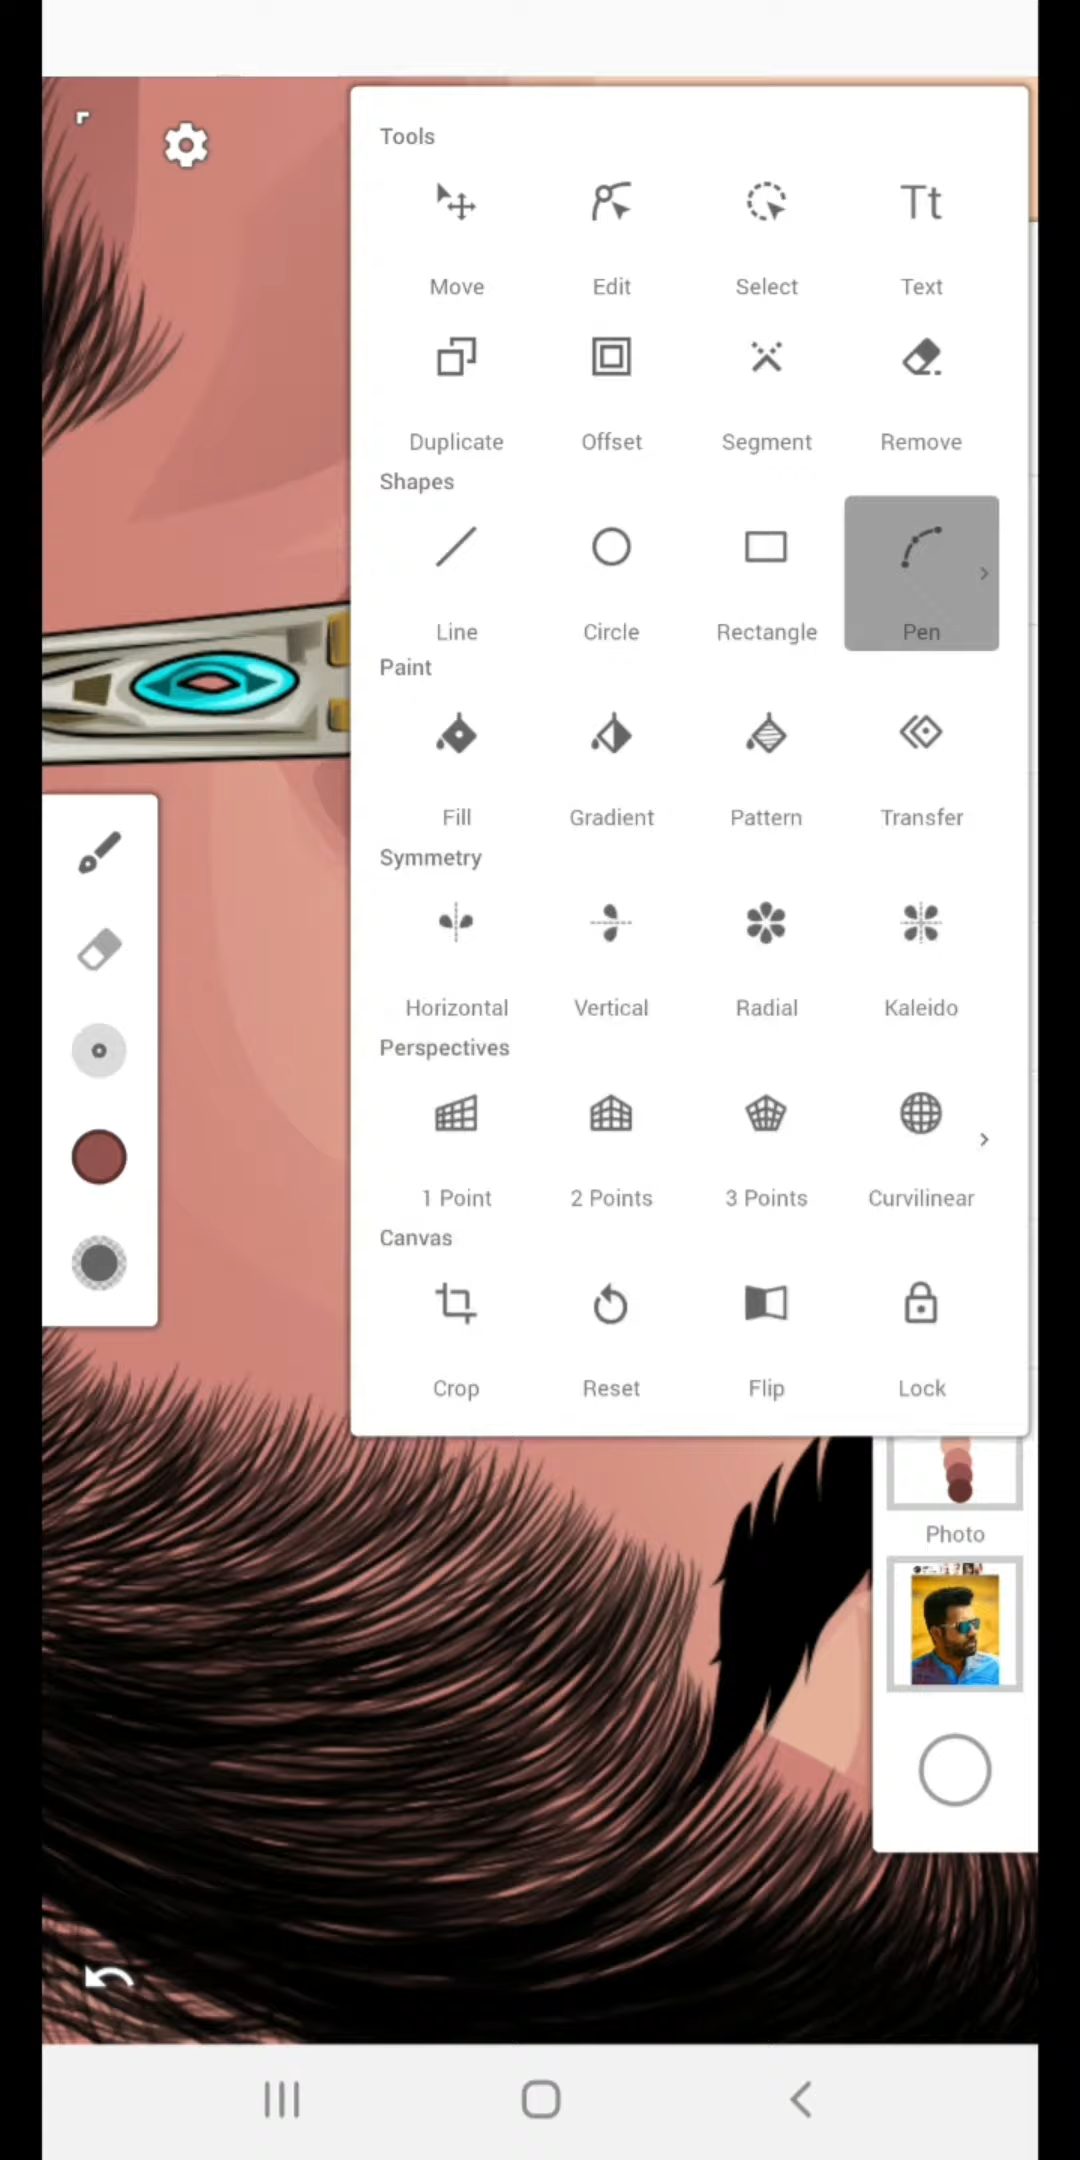 Tools
Move Edit Select Text
Duplicate Offset Segment Remove
Shapes
Line Circle Rectangle Pen
Paint
Fill Gradient Pattern Transfer
Symmetry
Horizontal Vertical Radial Kaleido
Perspectives
1 Point 2 Points 3 Points Curvilinear
Canvas
Crop Reset Flip Lock
Photo